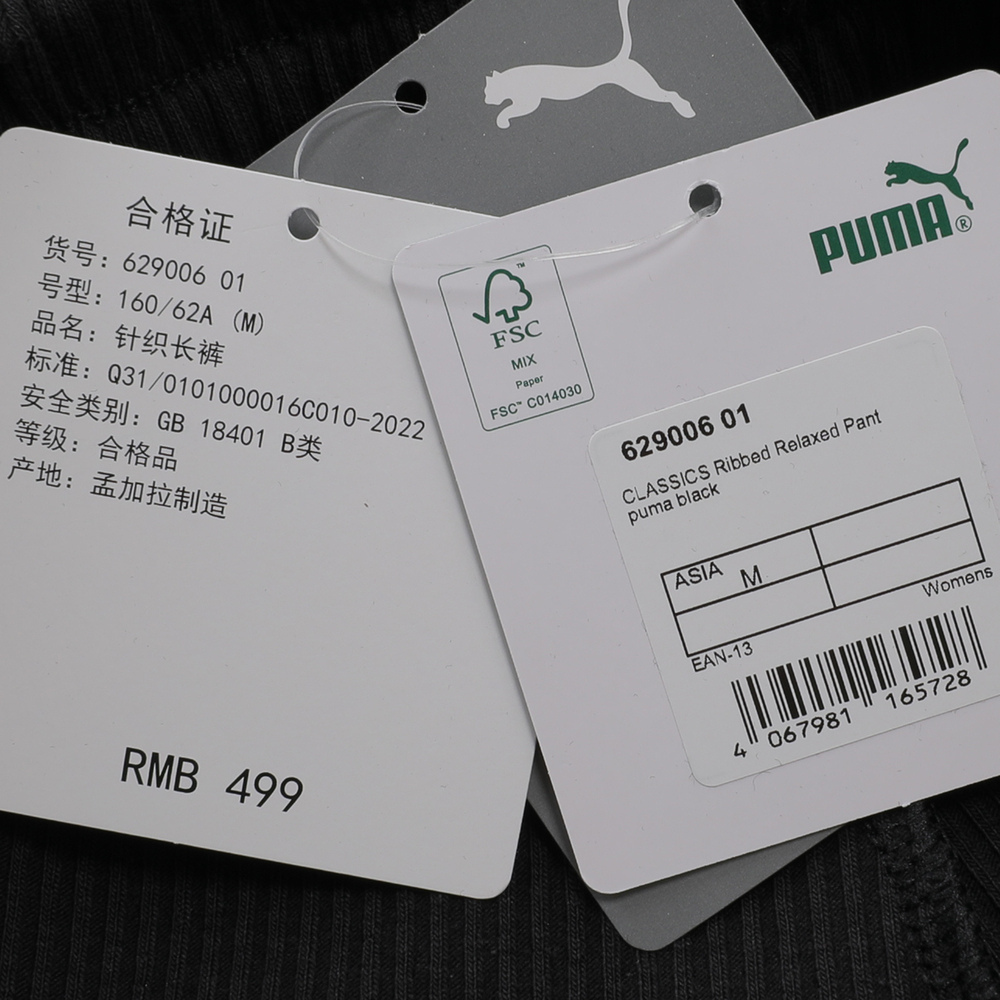 合格证
货号: 629006 01
号型: 160/62A (M)
品名: 针织长裤
标准: Q31/0101000016C010-2022
安全类别: GB 18401 B类
等级: 合格品
产地: 孟加拉制造
RMB 499
PUMA®
™
FSC
MIX
Paper
FSC™ C014030
629006 01
CLASSICS Ribbed Relaxed Pant
puma black
ASIA M
Womens
EAN-13
4 067981 165728